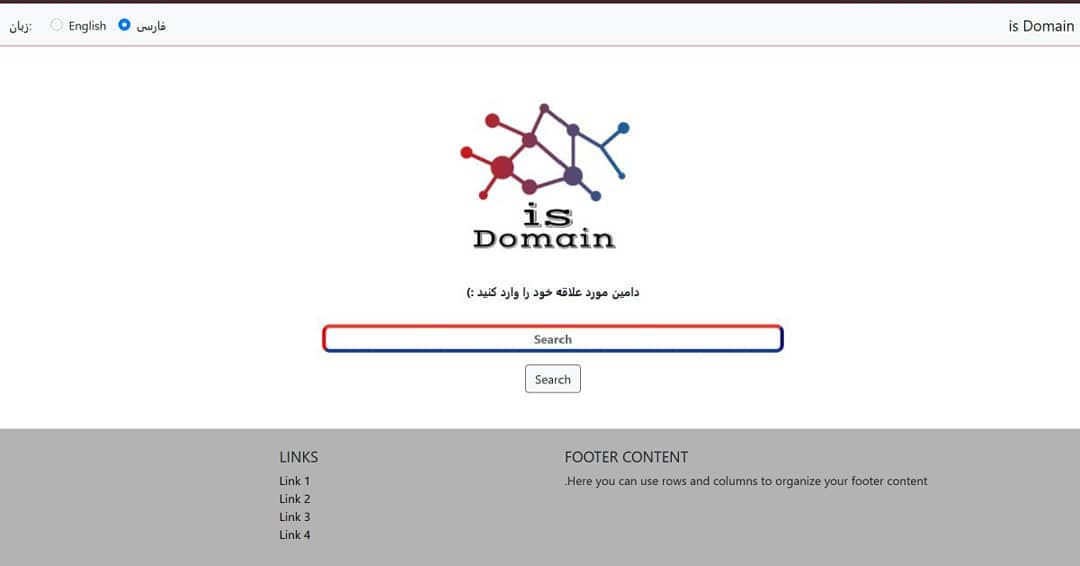 is Domain
زبان:
English
فارسی
is
Domain
دامین مورد علاقه خود را وارد کنید :)
Search
Search
FOOTER CONTENT
.Here you can use rows and columns to organize your footer content
LINKS
Link 1
Link 2
Link 3
Link 4